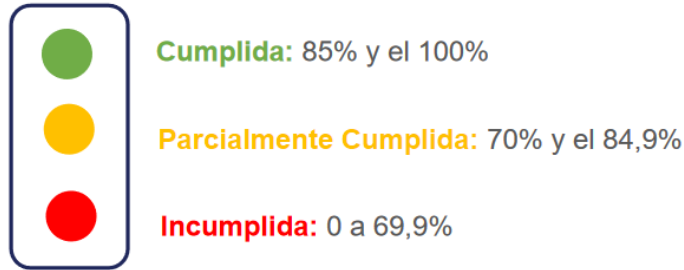 Cumplida: 85% y el 100%
Parcialmente Cumplida: 70% y el 84,9%
Incumplida: 0 a 69,9%